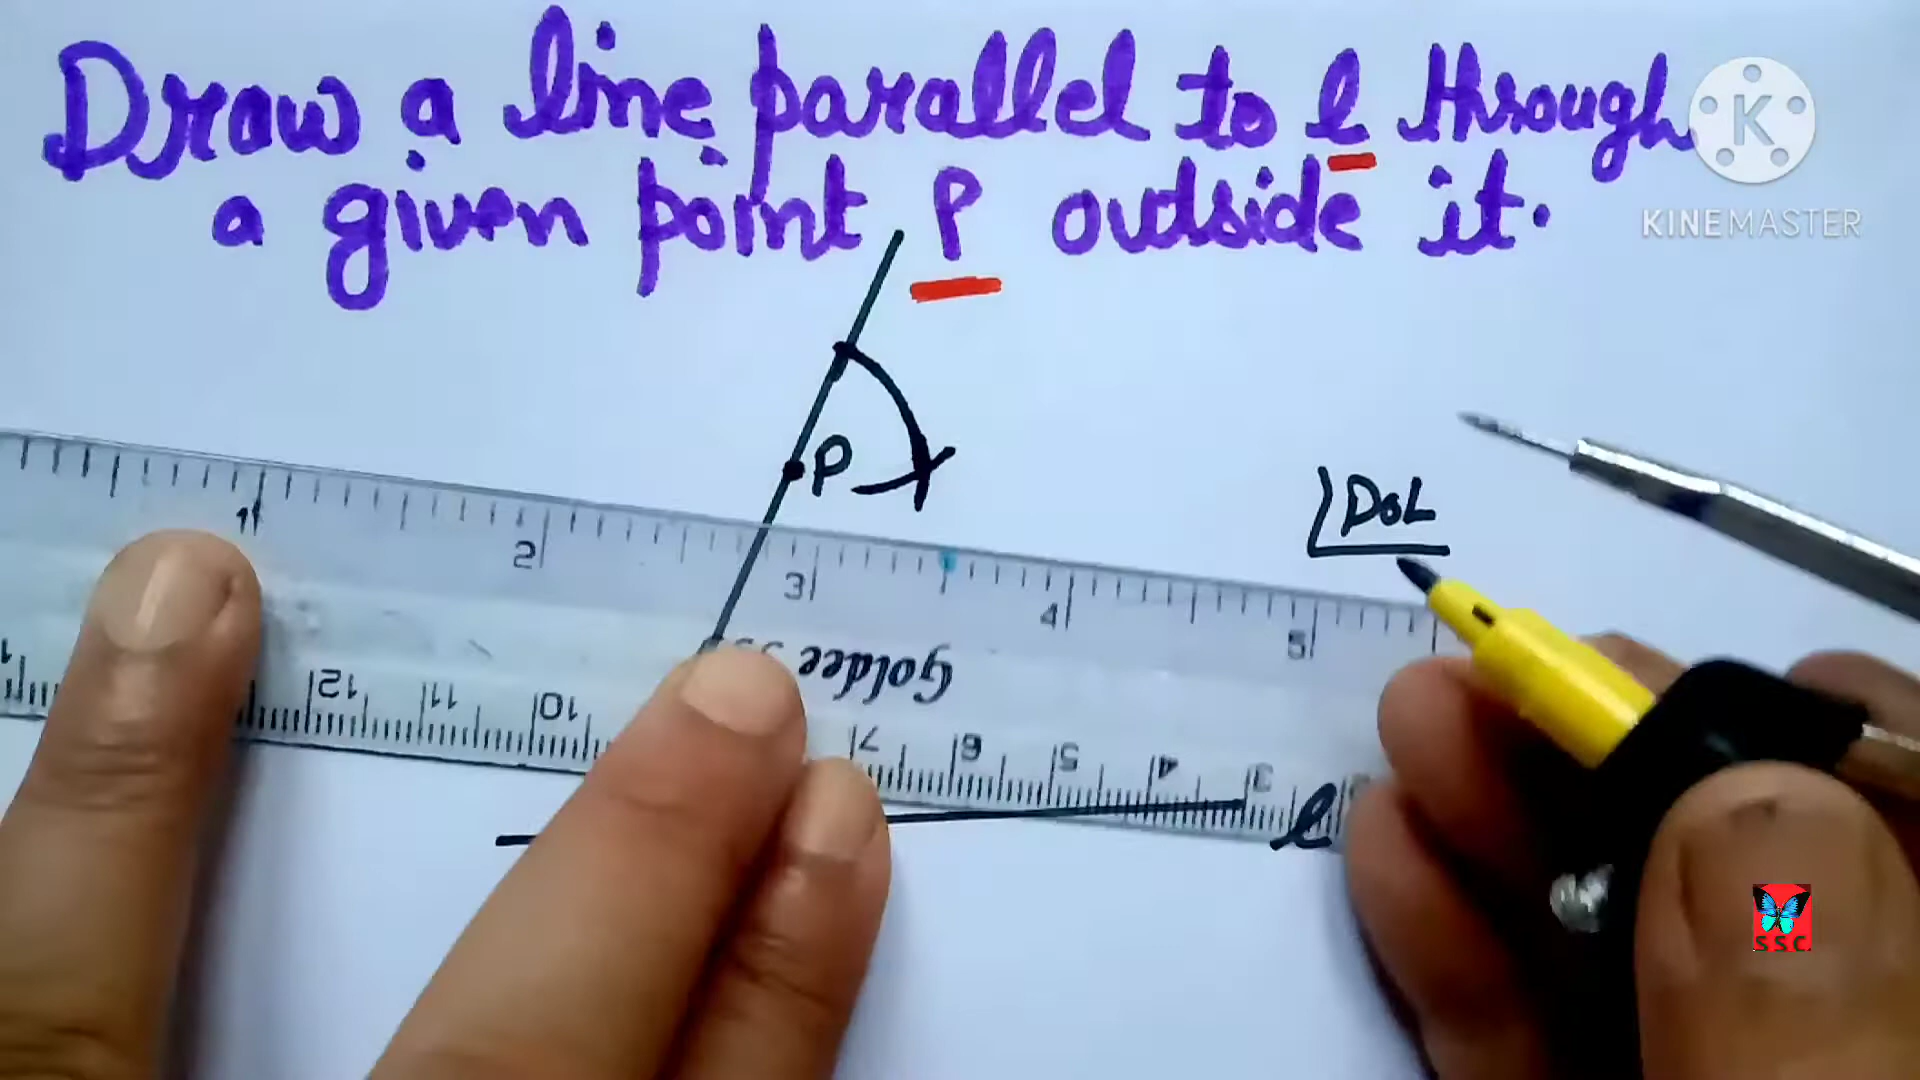 Draw a line parallel to l through
a given point P outside it.
K
KINEMASTER
P
DOL
1 2 3 4 5
Goldee
12 11 10 7 6 5 4 3
l
SSC